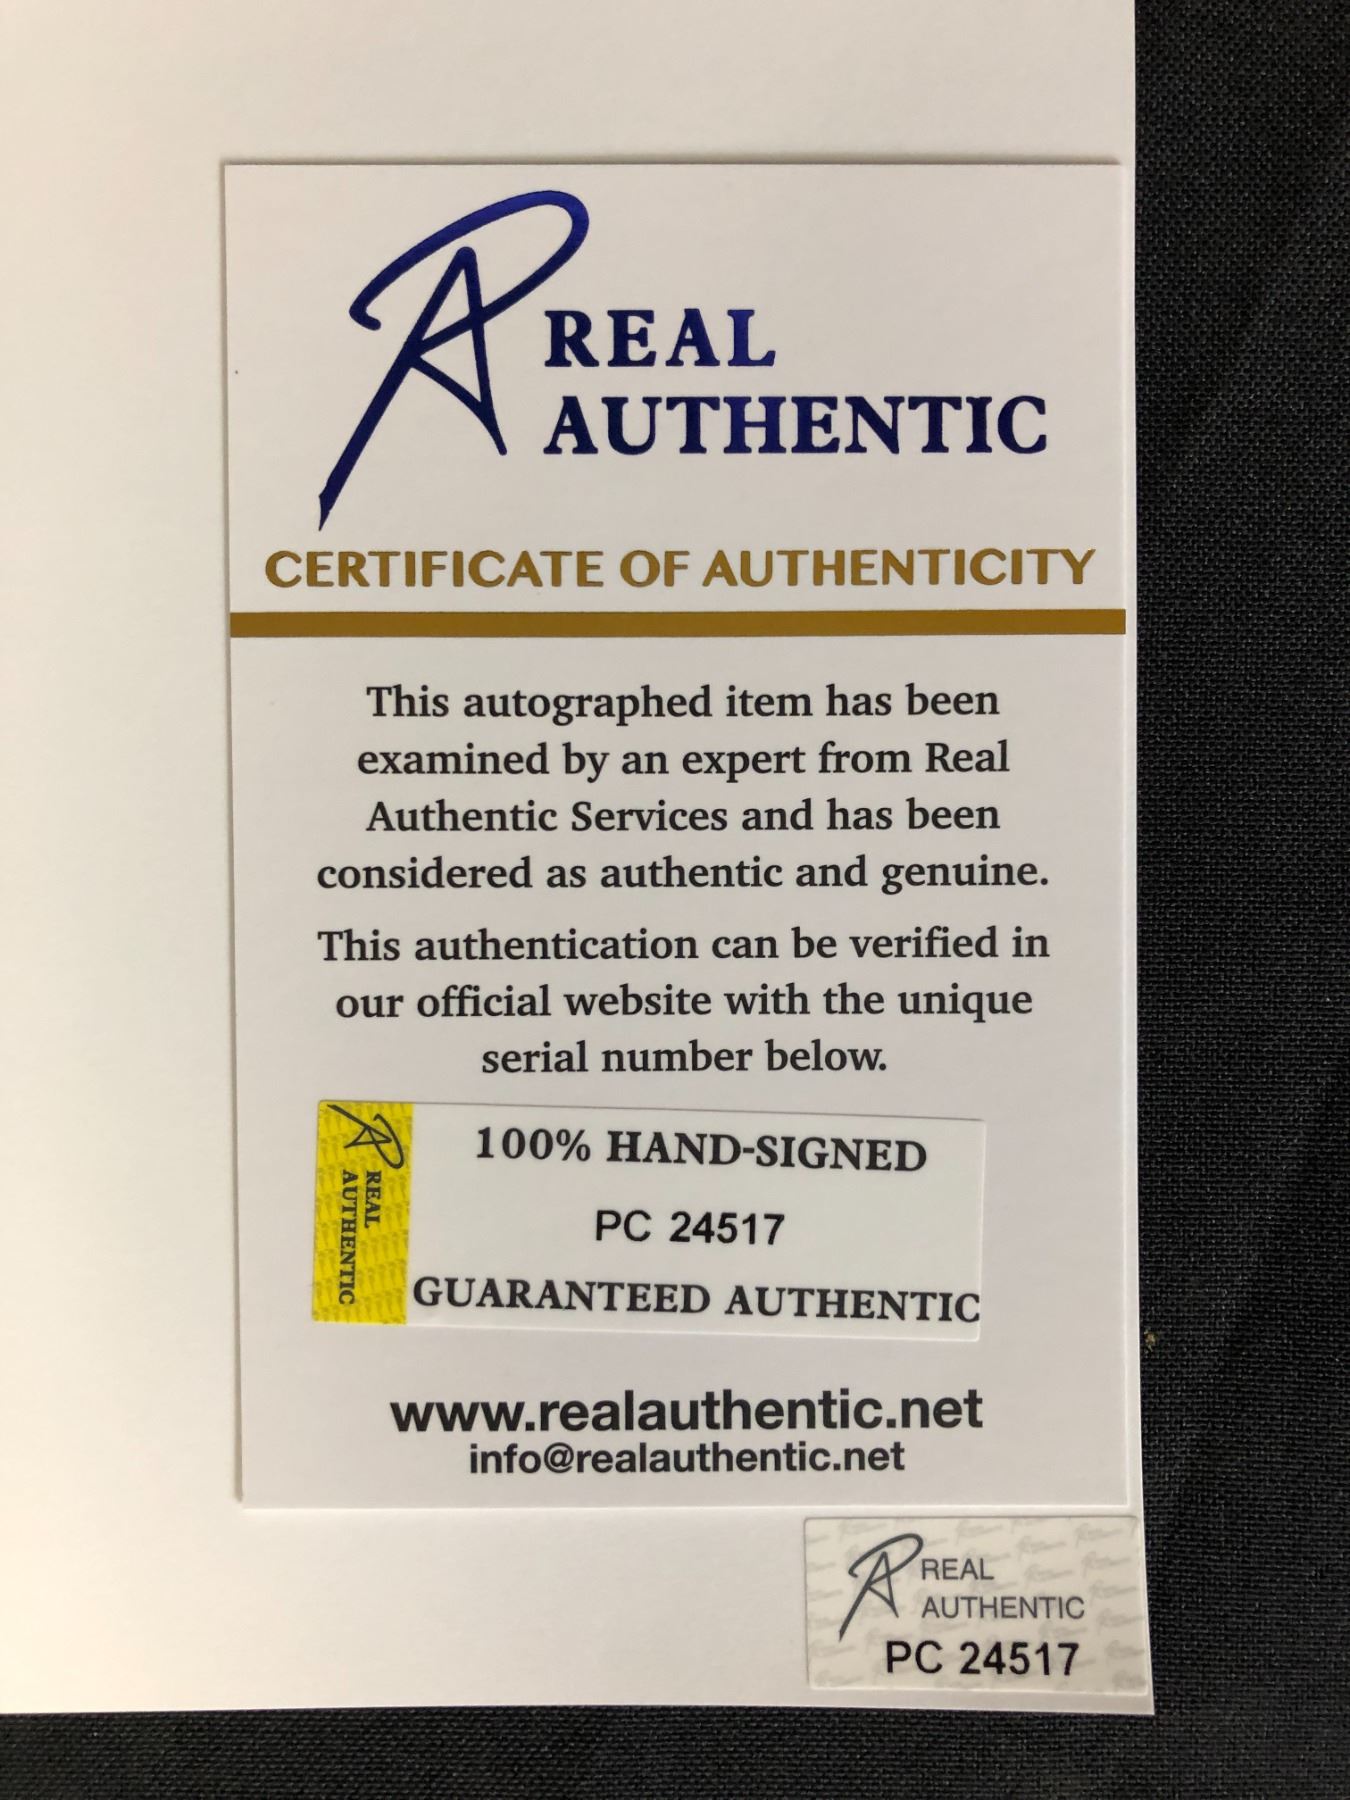 REAL
AUTHENTIC
CERTIFICATE OF AUTHENTICITY
This autographed item has been
examined by an expert from Real
Authentic Services and has been
considered as authentic and genuine.
This authentication can be verified in
our official website with the unique
serial number below.
REAL
AUTHENTIC
100% HAND-SIGNED
PC 24517
GUARANTEED AUTHENTIC
www.realauthentic.net
info@realauthentic.net
REAL
AUTHENTIC
PC 24517